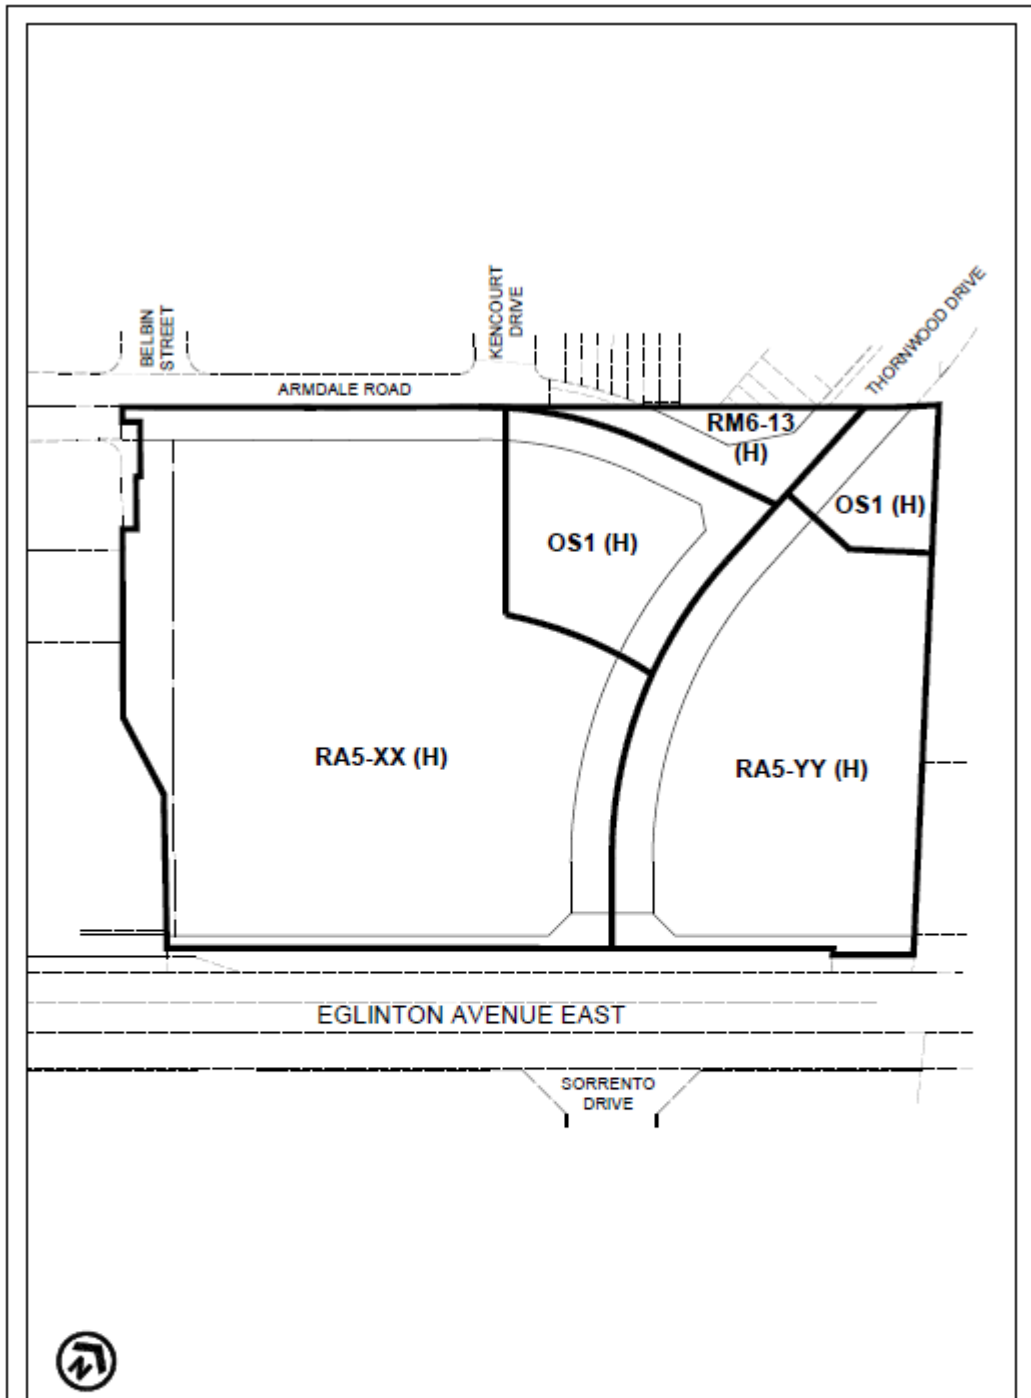 BELBIN
STREET
KENCOURT
DRIVE
THORNWOOD DRIVE
ARMDALE ROAD
RM6-13
(H)
OS1 (H)
OS1 (H)
RA5-XX (H)
RA5-YY (H)
EGLINTON AVENUE EAST
SORRENTO
DRIVE
N